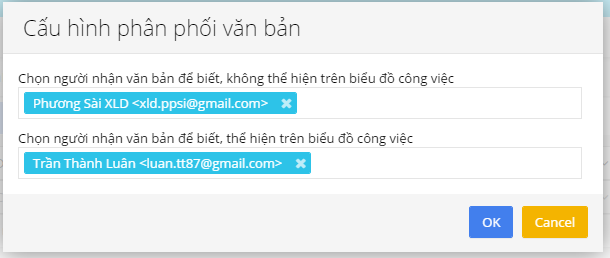 Cấu hình phân phối văn bản
Chọn người nhận văn bản để biết, không thể hiện trên biểu đồ công việc
Phương Sài XLD <xld.ppsi@gmail.com> ×
Chọn người nhận văn bản để biết, thể hiện trên biểu đồ công việc
Trần Thành Luân <luan.tt87@gmail.com> ×
OK Cancel